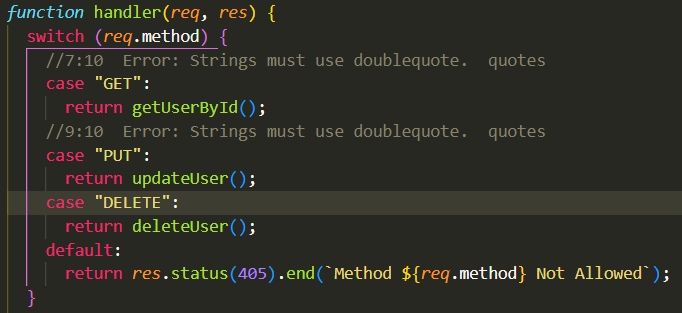 function handler(req, res) {
switch (req.method) {
//7:10  Error: Strings must use doublequote.  quotes
case "GET":
return getUserById();
//9:10  Error: Strings must use doublequote.  quotes
case "PUT":
return updateUser();
case "DELETE":
return deleteUser();
default:
return res.status(405).end(`Method ${req.method} Not Allowed`);
}